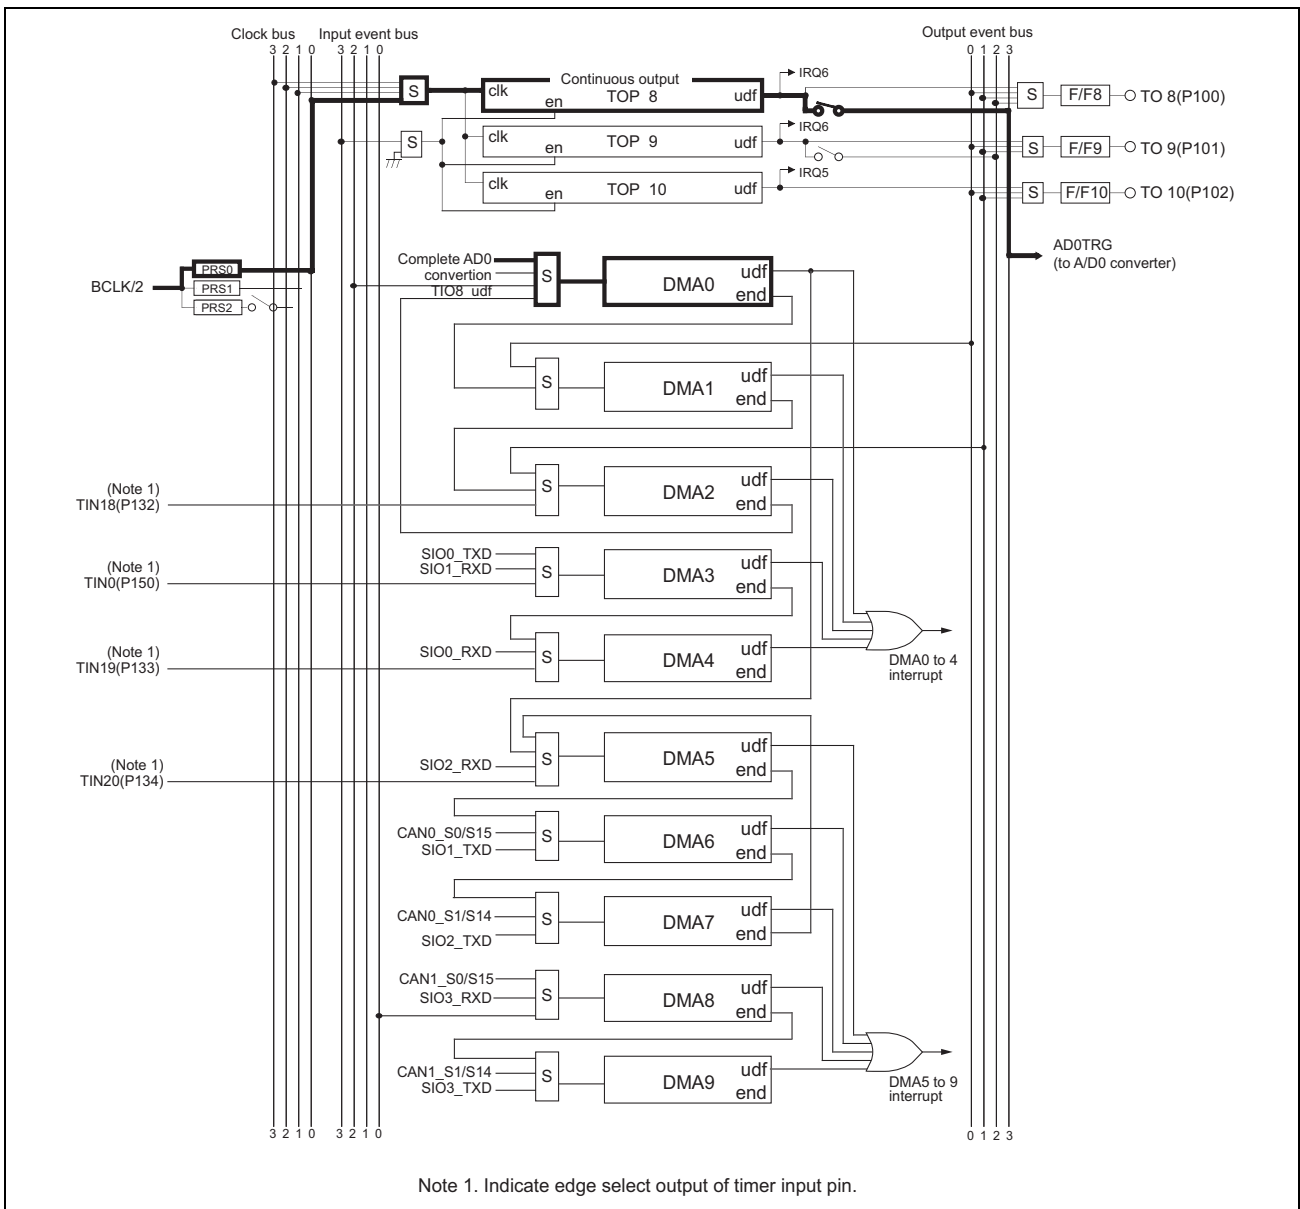 Clock bus Input event bus Output event bus
3 2 1 0 3 2 1 0 0 1 2 3
Continuous output
S clk en TOP 8 udf IRQ6 S F/F8 TO 8(P100)
S clk en TOP 9 udf IRQ6 S F/F9 TO 9(P101)
clk en TOP 10 udf IRQ5 S F/F10 TO 10(P102)
AD0TRG
(to A/D0 converter)
BCLK/2
PRS0
PRS1
PRS2
Complete AD0
convertion
TIO8 udf
S DMA0 udf
end
S DMA1 udf
end
(Note 1)
TIN18(P132)
S DMA2 udf
end
(Note 1)
TIN0(P150)
SIO0_TXD
SIO1_RXD
S DMA3 udf
end
(Note 1)
TIN19(P133)
SIO0_RXD
S DMA4 udf
end
DMA0 to 4
interrupt
(Note 1)
TIN20(P134)
SIO2_RXD
S DMA5 udf
end
CAN0_S0/S15
SIO1_TXD
S DMA6 udf
end
CAN0_S1/S14
SIO2_TXD
S DMA7 udf
end
CAN1_S0/S15
SIO3_RXD
S DMA8 udf
end
CAN1_S1/S14
SIO3_TXD
S DMA9 udf
end
DMA5 to 9
interrupt
3 2 1 0 3 2 1 0 0 1 2 3
Note 1. Indicate edge select output of timer input pin.